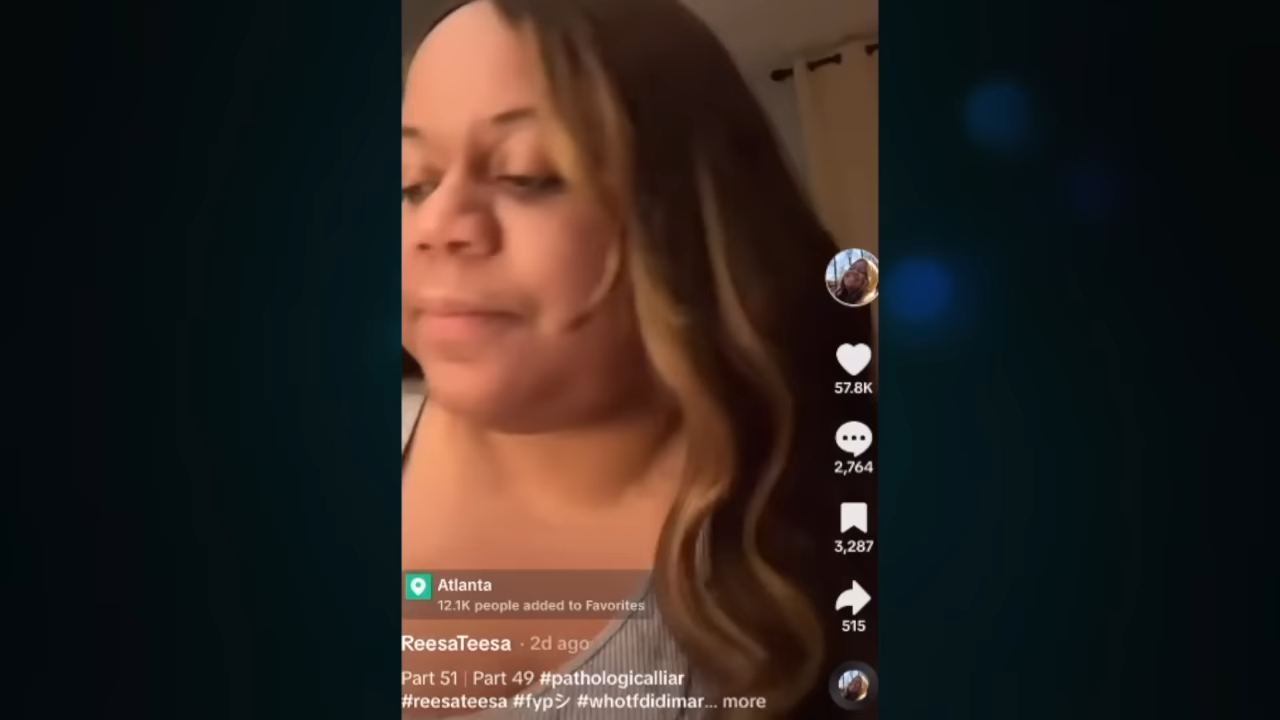 57.8K
2,764
3,287
515
Atlanta
12.1K people added to Favorites
ReesaTeesa · 2d ago
Part 51 | Part 49 #pathologicalliar
#reesateesa #fypシ #whotfdidimar... more